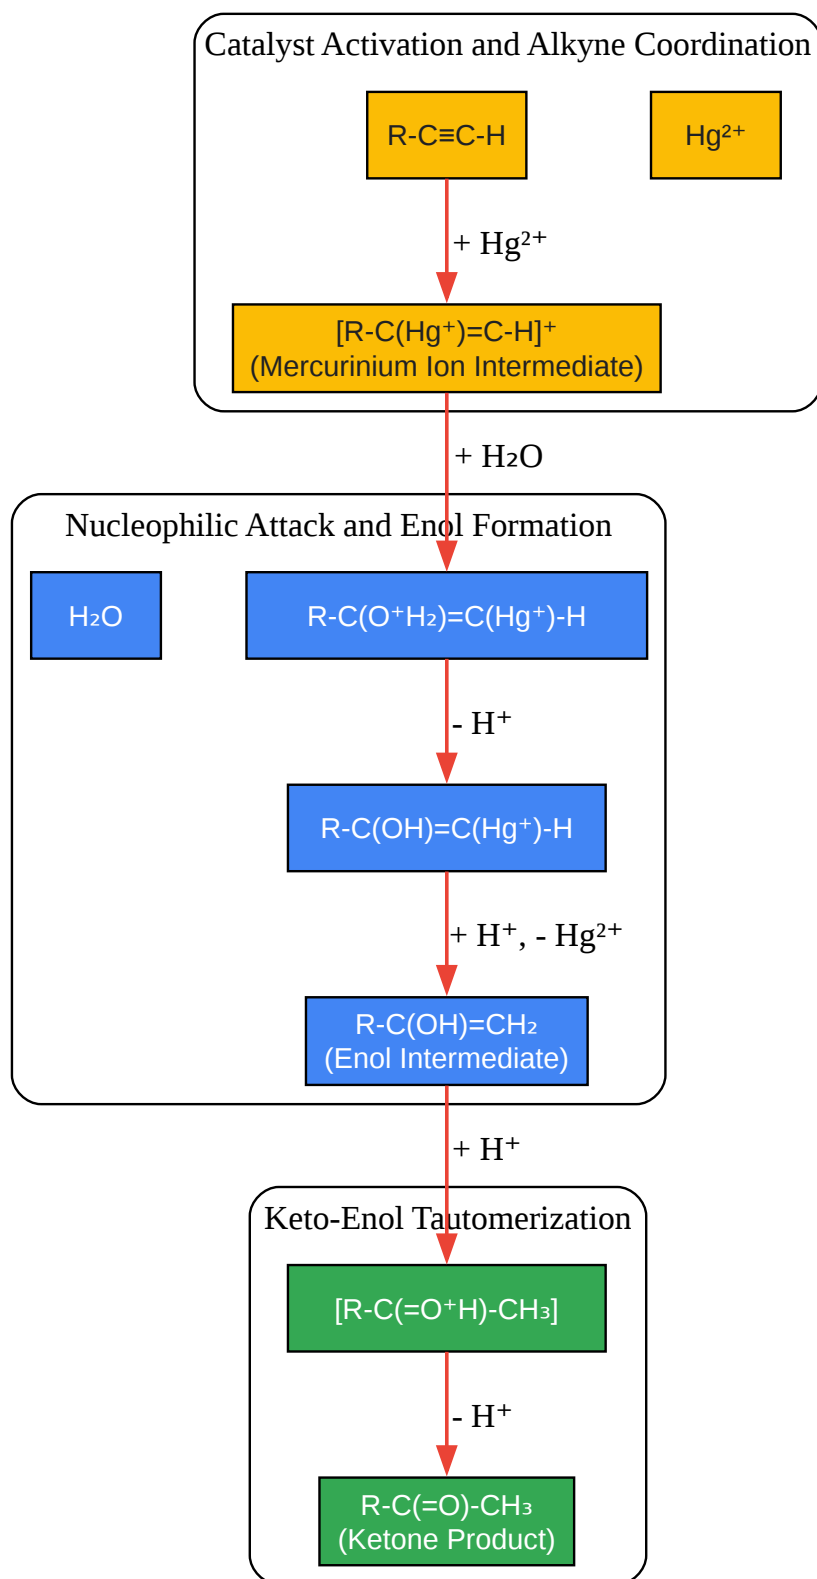 Catalyst Activation and Alkyne Coordination
R-C≡C-H
Hg²⁺
+ Hg²⁺
[R-C(Hg⁺)=C-H]⁺
(Mercurinium Ion Intermediate)
+ H₂O
Nucleophilic Attack and Enol Formation
H₂O
R-C(O⁺H₂)=C(Hg⁺)-H
- H⁺
R-C(OH)=C(Hg⁺)-H
+ H⁺, - Hg²⁺
R-C(OH)=CH₂
(Enol Intermediate)
+ H⁺
Keto-Enol Tautomerization
[R-C(=O⁺H)-CH₃]
- H⁺
R-C(=O)-CH₃
(Ketone Product)